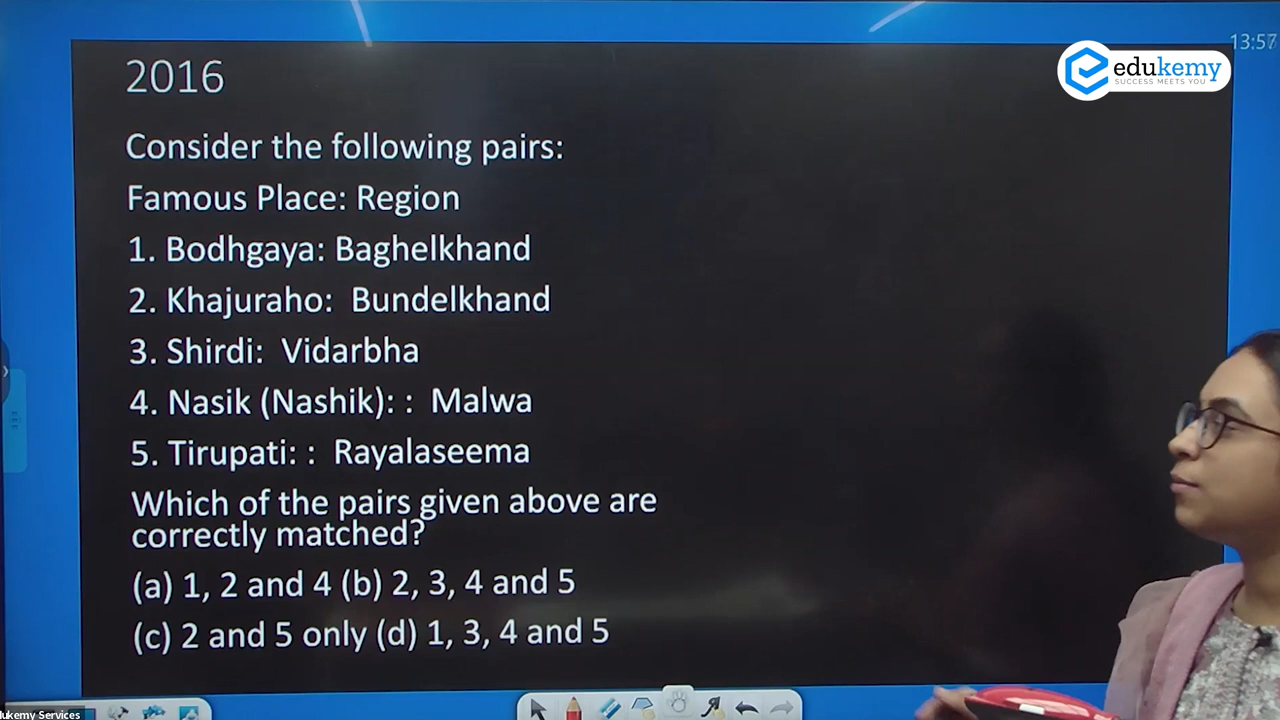 13:57
edukemy
SUCCESS MEETS YOU
2016
Consider the following pairs:
Famous Place: Region
1. Bodhgaya: Baghelkhand
2. Khajuraho:  Bundelkhand
3. Shirdi:  Vidarbha
4. Nasik (Nashik): :  Malwa
5. Tirupati: :  Rayalaseema
Which of the pairs given above are
correctly matched?
(a) 1, 2 and 4 (b) 2, 3, 4 and 5
(c) 2 and 5 only (d) 1, 3, 4 and 5
Services